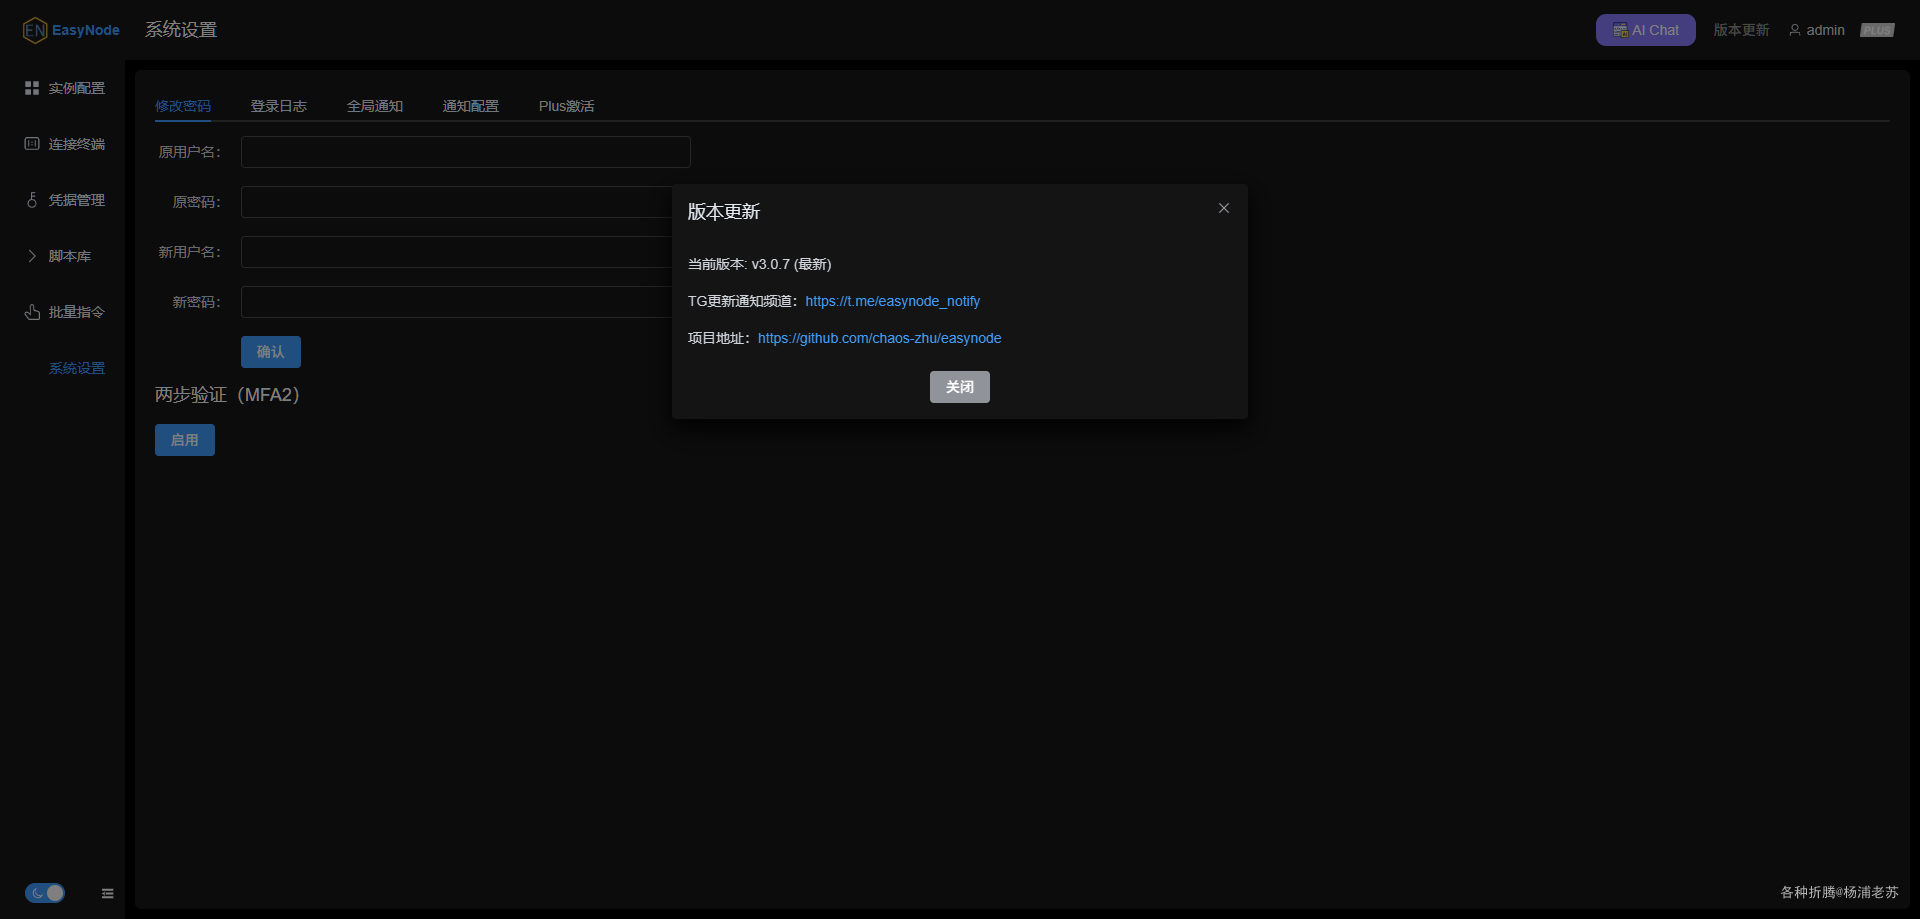 EN EasyNode
系统设置
AI Chat
版本更新
admin
PLUS
实例配置
连接终端
凭据管理
脚本库
批量指令
系统设置
修改密码
登录日志
全局通知
通知配置
Plus激活
原用户名：
原密码：
新用户名：
新密码：
确认
两步验证（MFA2）
启用
版本更新
当前版本: v3.0.7 (最新)
TG更新通知频道：https://t.me/easynode_notify
项目地址：https://github.com/chaos-zhu/easynode
关闭
各种折腾@杨浦老苏